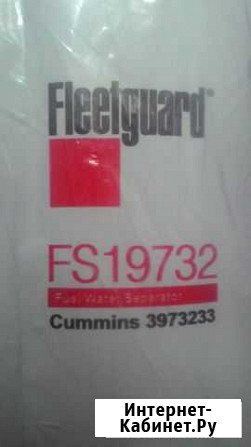 Fleetguard
FS19732
Fuel Water Separator
Cummins 3973233
Интернет-
Кабинет.Ру